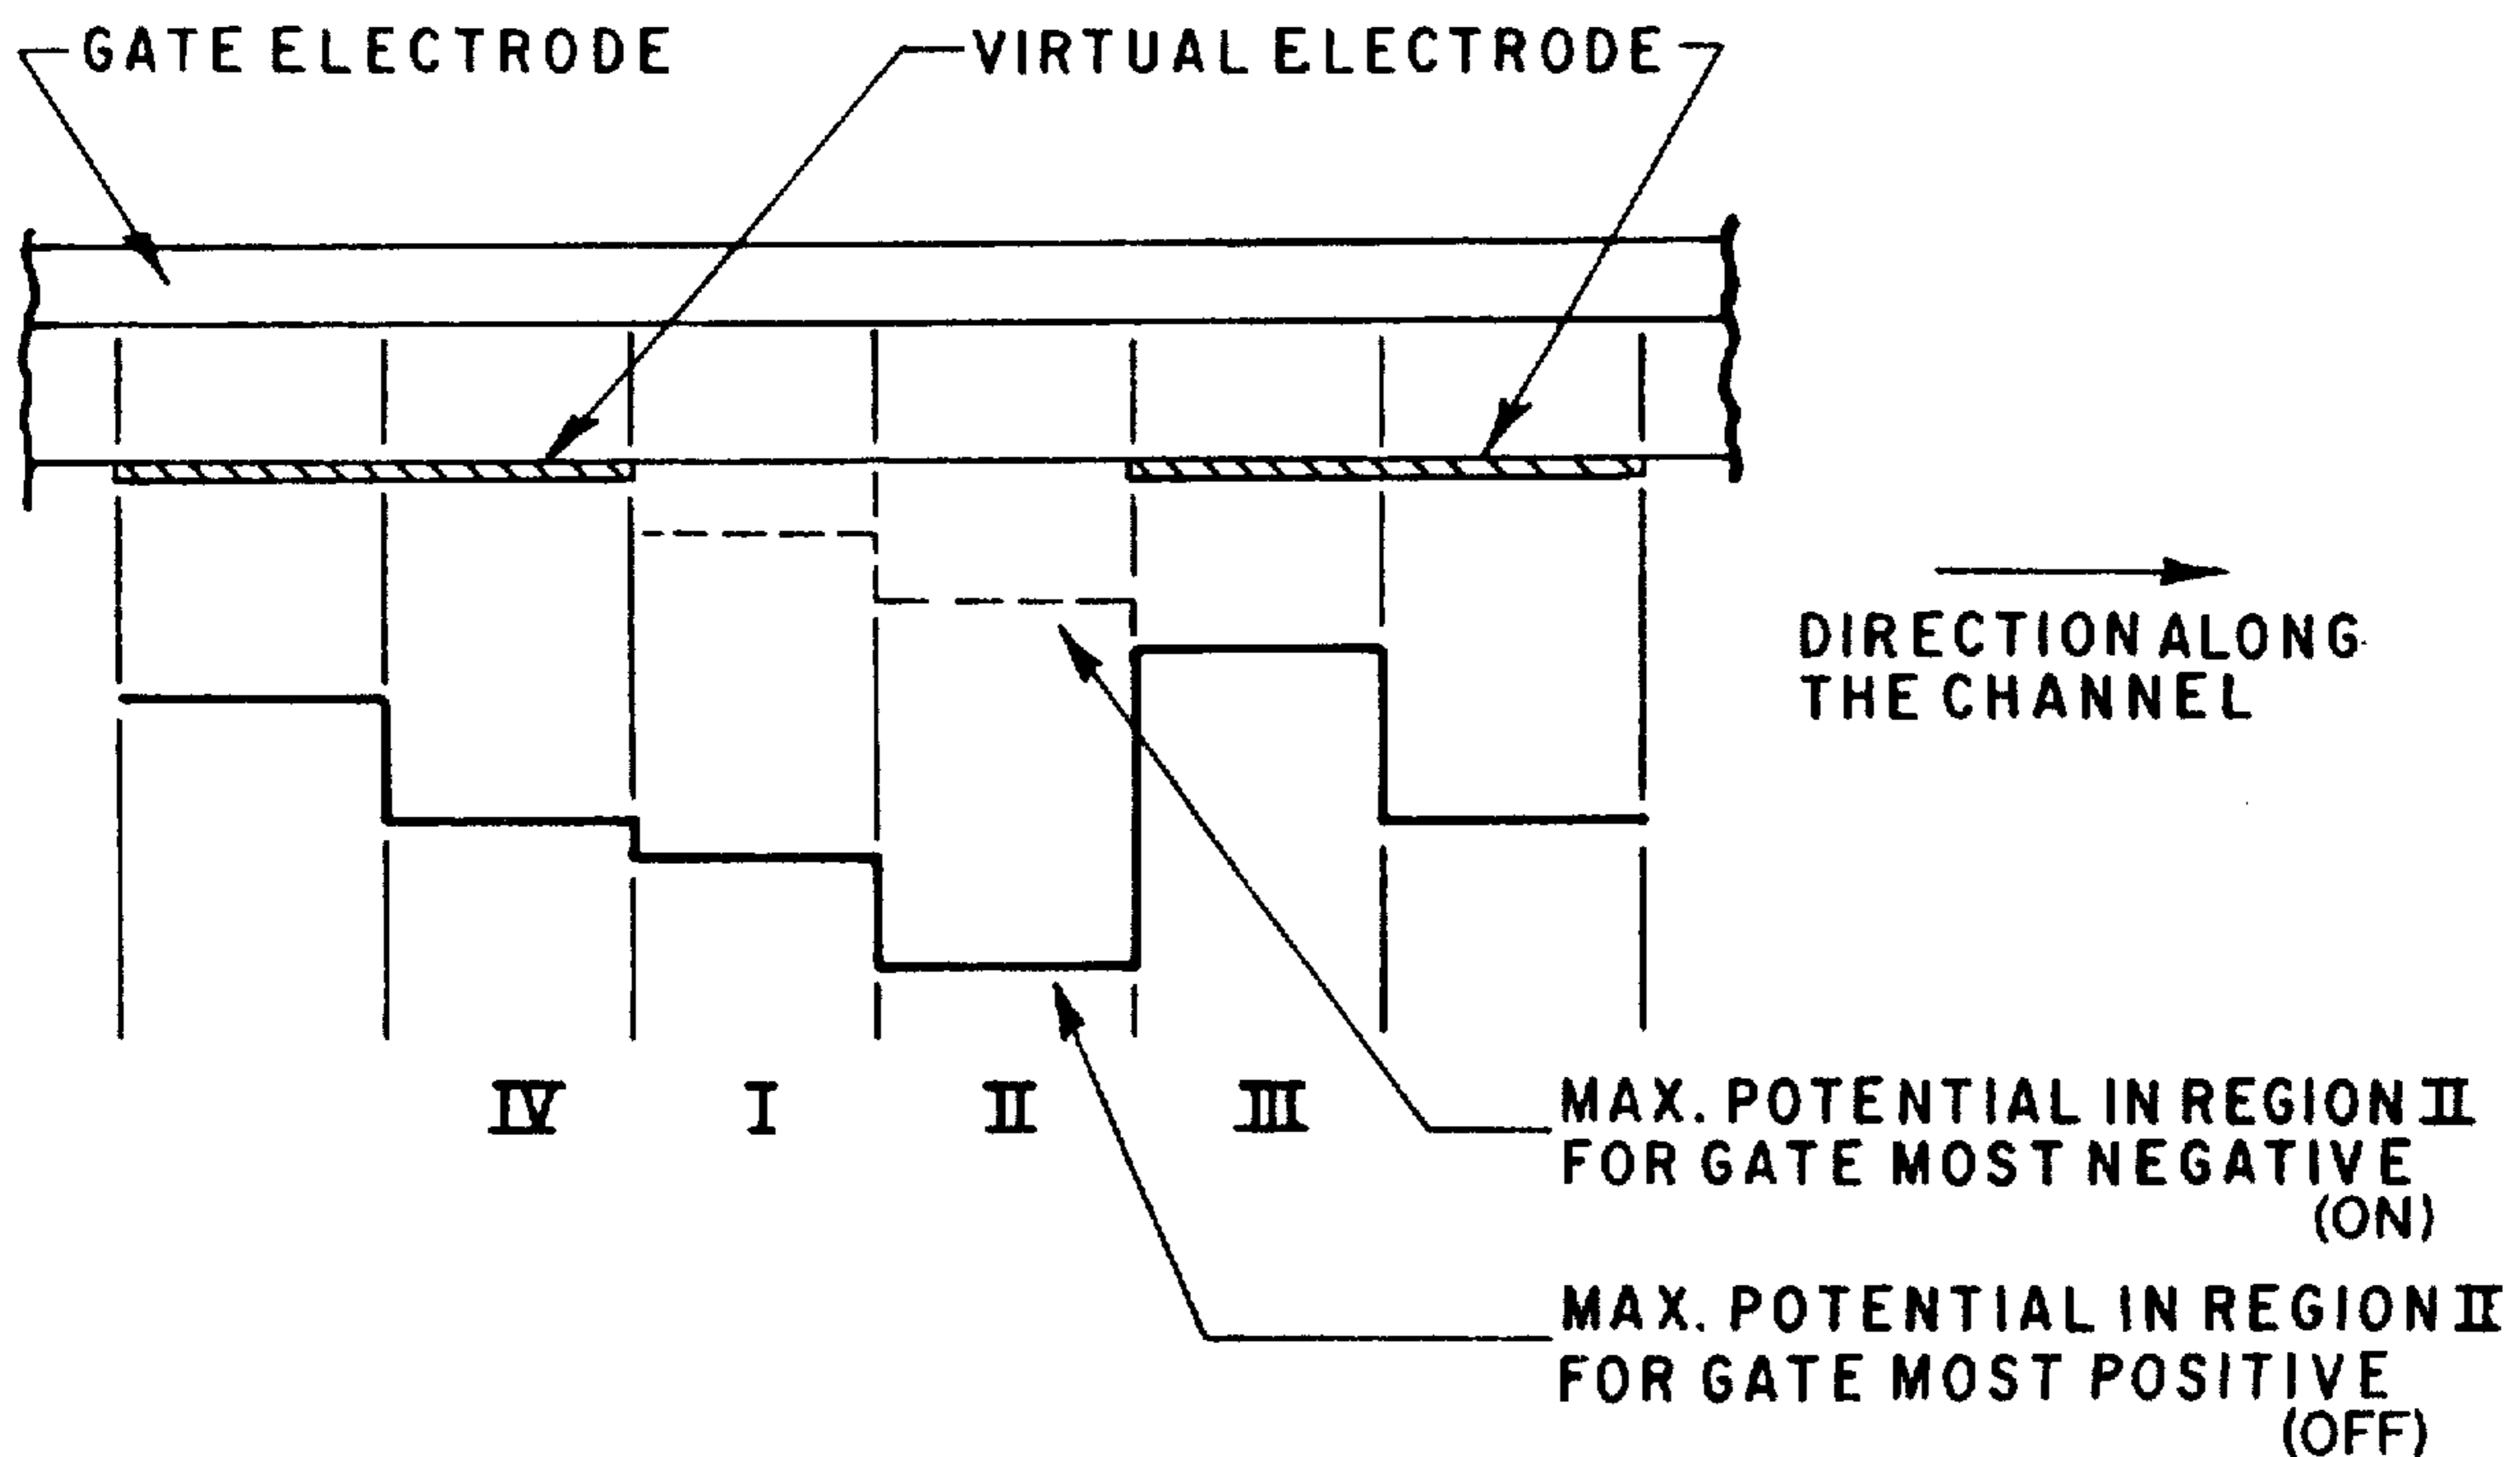 GATE ELECTRODE
VIRTUAL ELECTRODE
DIRECTION ALONG
THE CHANNEL
IV I II III
MAX. POTENTIAL IN REGION II
FOR GATE MOST NEGATIVE
(ON)
MAX. POTENTIAL IN REGION II
FOR GATE MOST POSITIVE
(OFF)